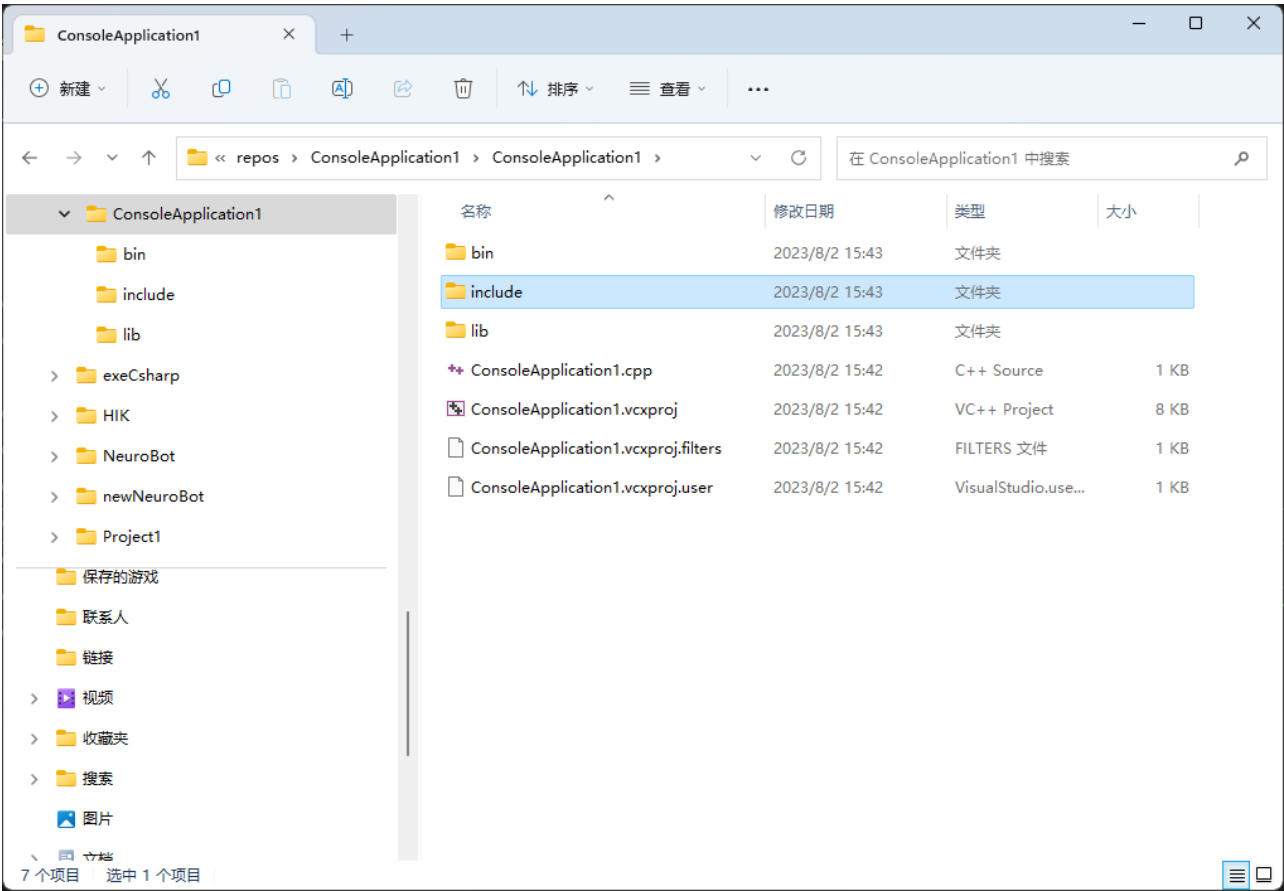 ConsoleApplication1
新建
排序
查看
« repos › ConsoleApplication1 › ConsoleApplication1 ›
在 ConsoleApplication1 中搜索
ConsoleApplication1
bin
include
lib
exeCsharp
HIK
NeuroBot
newNeuroBot
Project1
保存的游戏
联系人
链接
视频
收藏夹
搜索
图片
文档
名称 修改日期 类型 大小
bin 2023/8/2 15:43 文件夹
include 2023/8/2 15:43 文件夹
lib 2023/8/2 15:43 文件夹
ConsoleApplication1.cpp 2023/8/2 15:42 C++ Source 1 KB
ConsoleApplication1.vcxproj 2023/8/2 15:42 VC++ Project 8 KB
ConsoleApplication1.vcxproj.filters 2023/8/2 15:42 FILTERS 文件 1 KB
ConsoleApplication1.vcxproj.user 2023/8/2 15:42 VisualStudio.use... 1 KB
7 个项目 选中 1 个项目